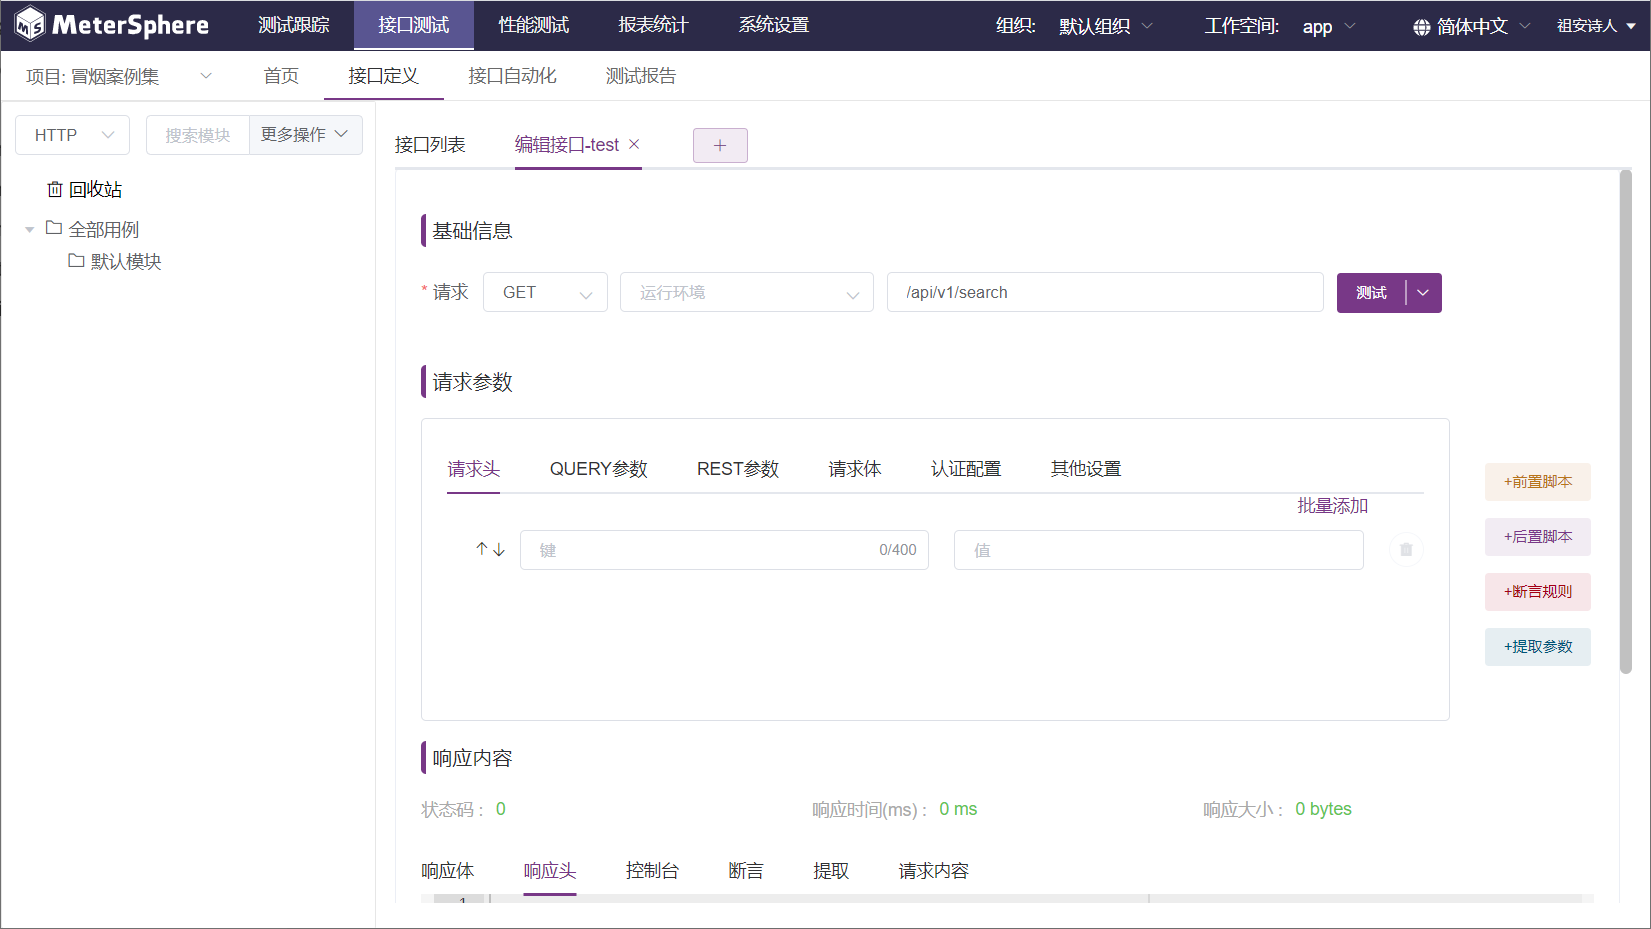 MeterSphere 测试跟踪 接口测试 性能测试 报表统计 系统设置 组织: 默认组织 工作空间: app 简体中文 祖安诗人
项目: 冒烟案例集 首页 接口定义 接口自动化 测试报告
HTTP 搜索模块 更多操作
回收站
全部用例
默认模块
接口列表 编辑接口-test
基础信息
* 请求 GET 运行环境 /api/v1/search 测试
请求参数
请求头 QUERY参数 REST参数 请求体 认证配置 其他设置
批量添加
键 0/400 值
+前置脚本
+后置脚本
+断言规则
+提取参数
响应内容
状态码 : 0 响应时间(ms) : 0 ms 响应大小 : 0 bytes
响应体 响应头 控制台 断言 提取 请求内容
1